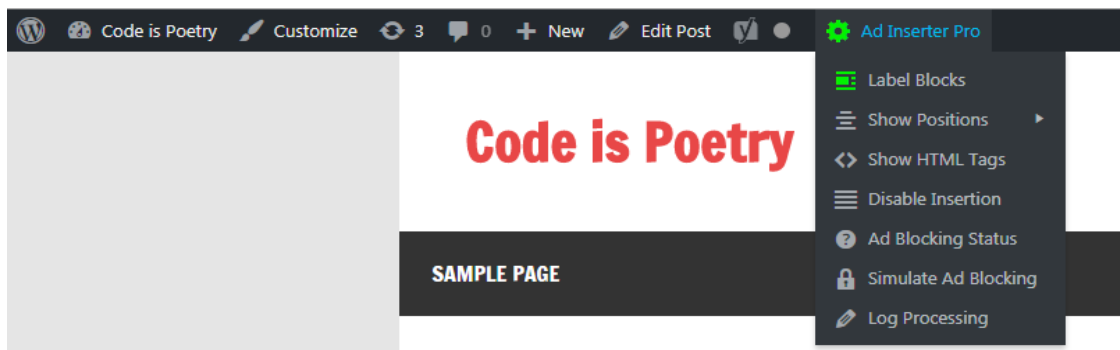 Code is Poetry Customize 3 0 New Edit Post Ad Inserter Pro
Label Blocks
Show Positions
Show HTML Tags
Disable Insertion
Ad Blocking Status
Simulate Ad Blocking
Log Processing
Code is Poetry
SAMPLE PAGE